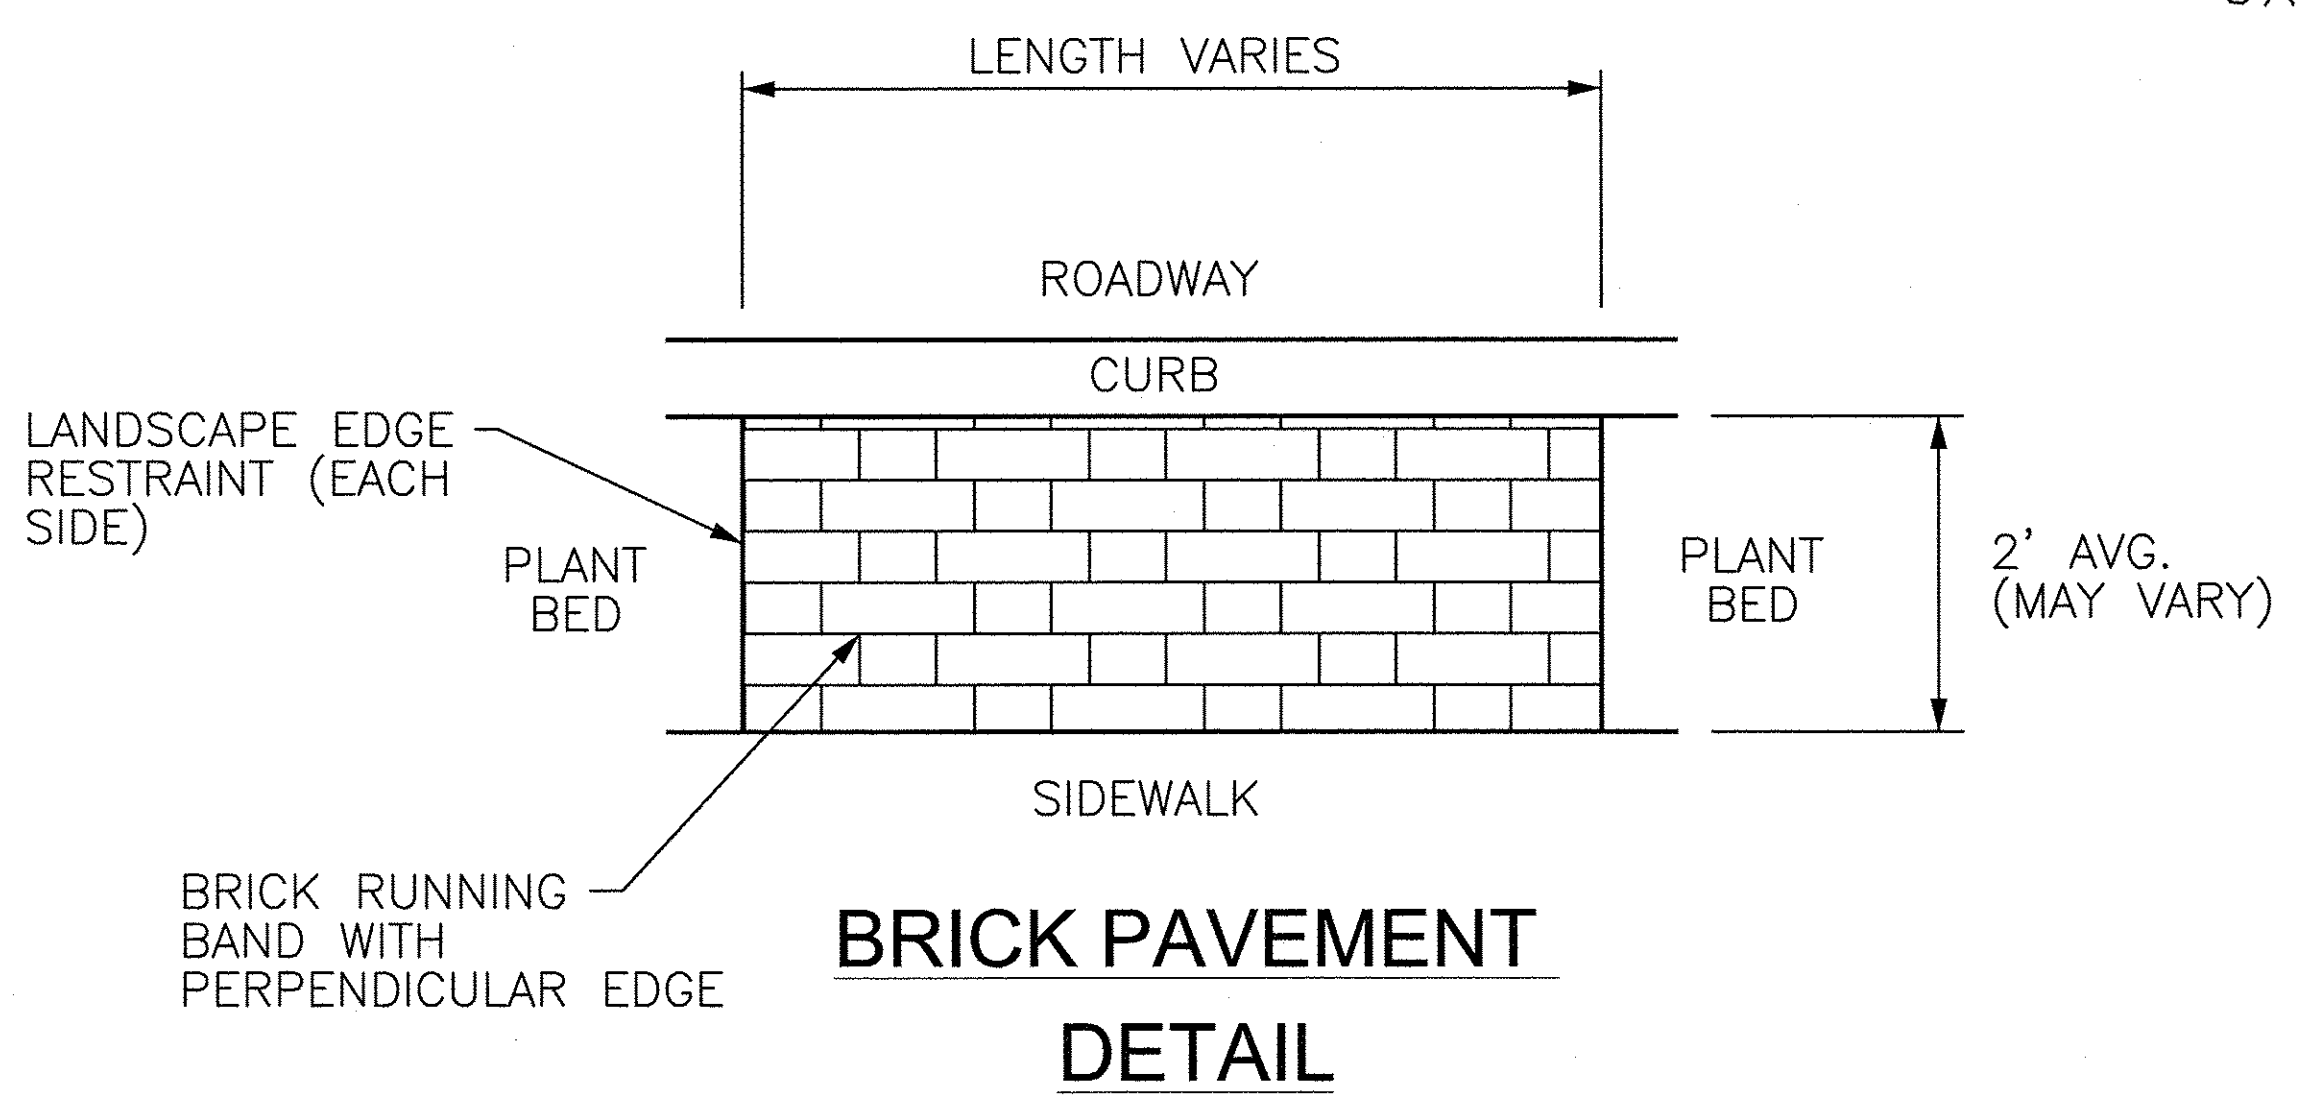 LENGTH VARIES
ROADWAY
CURB
LANDSCAPE EDGE
RESTRAINT (EACH
SIDE)
PLANT
BED
PLANT
BED
2' AVG.
(MAY VARY)
SIDEWALK
BRICK RUNNING
BAND WITH
PERPENDICULAR EDGE
BRICK PAVEMENT
DETAIL